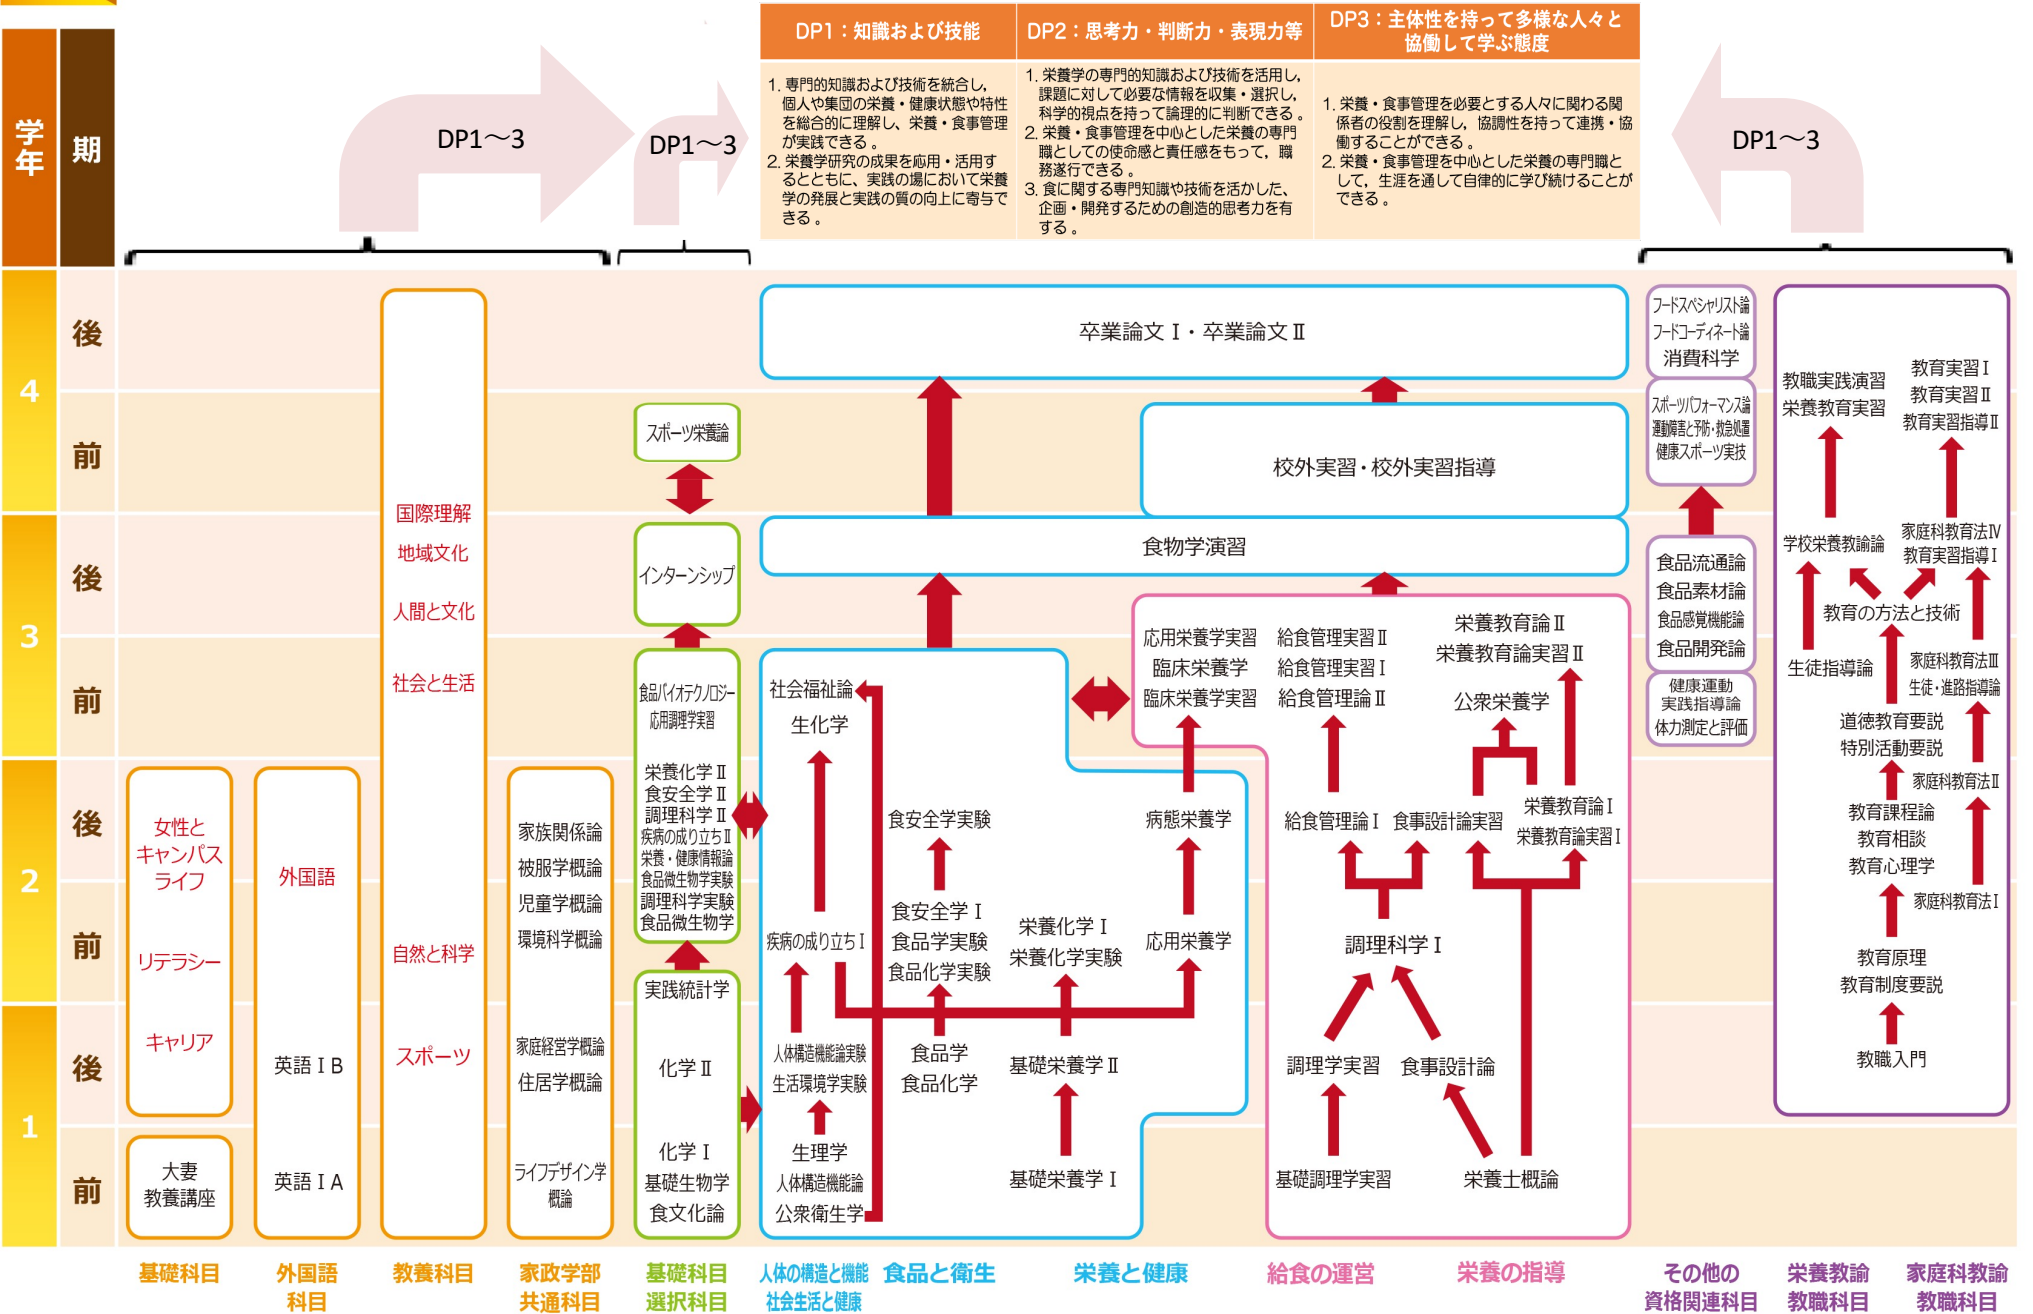 DP1：知識および技能
DP2：思考力・判断力・表現力等
DP3：主体性を持って多様な人々と
協働して学ぶ態度
1. 専門的知識および技術を統合し，
個人や集団の栄養・健康状態や特性
を総合的に理解し、栄養・食事管理
が実践できる。
2. 栄養学研究の成果を応用・活用す
るとともに、実践の場において栄養
学の発展と実践の質の向上に寄与で
きる。
1. 栄養学の専門的知識および技術を活用し，
課題に対して必要な情報を収集・選択し，
科学的視点を持って論理的に判断できる。
2. 栄養・食事管理を中心とした栄養の専門
職としての使命感と責任感をもって，職
務遂行できる。
3. 食に関する専門知識や技術を活かした、
企画・開発するための創造的思考力を有
する。
1. 栄養・食事管理を必要とする人々に関わる関
係者の役割を理解し，協調性を持って連携・協
働することができる。
2. 栄養・食事管理を中心とした栄養の専門職と
して，生涯を通して自律的に学び続けることが
できる。
DP1～3
DP1～3
DP1～3
学年
期
4
後
前
3
後
前
2
後
前
1
後
前
女性と
キャンパス
ライフ
リテラシー
キャリア
大妻
教養講座
外国語
英語ⅠB
英語ⅠA
国際理解
地域文化
人間と文化
社会と生活
自然と科学
スポーツ
家族関係論
被服学概論
児童学概論
環境科学概論
家庭経営学概論
住居学概論
ライフデザイン学
概論
スポーツ栄養論
インターンシップ
食品バイオテクノロジー
応用調理学実習
栄養化学Ⅱ
食安全学Ⅱ
調理科学Ⅱ
疾病の成り立ちⅡ
栄養・健康情報論
食品微生物学実験
調理科学実験
食品微生物学
実践統計学
化学Ⅱ
化学Ⅰ
基礎生物学
食文化論
卒業論文Ⅰ・卒業論文Ⅱ
校外実習・校外実習指導
食物学演習
社会福祉論
生化学
疾病の成り立ちⅠ
人体構造機能論実験
生活環境学実験
生理学
人体構造機能論
公衆衛生学
食安全学実験
食安全学Ⅰ
食品学実験
食品化学実験
食品学
食品化学
栄養化学Ⅰ
栄養化学実験
基礎栄養学Ⅱ
基礎栄養学Ⅰ
病態栄養学
応用栄養学
応用栄養学実習
臨床栄養学
臨床栄養学実習
給食管理実習Ⅱ
給食管理実習Ⅰ
給食管理論Ⅱ
栄養教育論Ⅱ
栄養教育論実習Ⅱ
公衆栄養学
給食管理論Ⅰ
食事設計論実習
栄養教育論Ⅰ
栄養教育論実習Ⅰ
調理科学Ⅰ
調理学実習
食事設計論
基礎調理学実習
栄養士概論
フードスペシャリスト論
フードコーディネート論
消費科学
スポーツパフォーマンス論
運動障害と予防・救急処置
健康スポーツ実技
食品流通論
食品素材論
食品感覚機能論
食品開発論
健康運動
実践指導論
体力測定と評価
教職実践演習
栄養教育実習
教育実習Ⅰ
教育実習Ⅱ
教育実習指導Ⅱ
学校栄養教諭論
家庭科教育法Ⅳ
教育実習指導Ⅰ
教育の方法と技術
生徒指導論
家庭科教育法Ⅲ
生徒・進路指導論
道徳教育要説
特別活動要説
家庭科教育法Ⅱ
教育課程論
教育相談
教育心理学
家庭科教育法Ⅰ
教育原理
教育制度要説
教職入門
基礎科目
外国語
科目
教養科目
家政学部
共通科目
基礎科目
選択科目
人体の構造と機能
社会生活と健康
食品と衛生
栄養と健康
給食の運営
栄養の指導
その他の
資格関連科目
栄養教諭
教職科目
家庭科教諭
教職科目